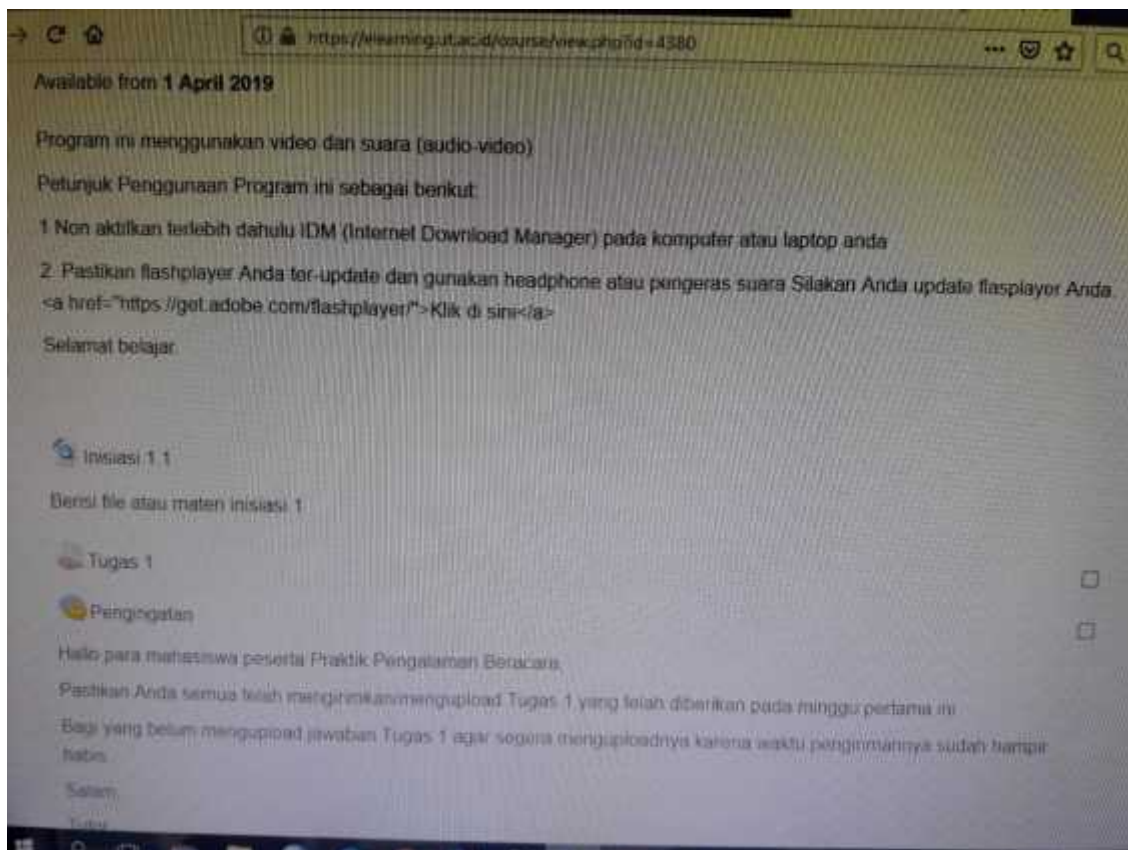 https://elearning.ut.ac.id/course/view.php?id=4380
Available from 1 April 2019
Program ini menggunakan video dan suara (audio-video)
Petunjuk Penggunaan Program ini sebagai berikut:
1 Non aktifkan terlebih dahulu IDM (Internet Download Manager) pada komputer atau laptop anda
2. Pastikan flashplayer Anda ter-update dan gunakan headphone atau pengeras suara Silakan Anda update flasplayer Anda.
<a href="https://get.adobe.com/flashplayer/">Klik di sini</a>
Selamat belajar.
Inisiasi 1.1
Berisi file atau materi inisiasi 1
Tugas 1
Pengingatan
Hallo para mahasiswa peserta Praktik Pengalaman Beracara,
Pastikan Anda semua telah mengirimkan/mengupload Tugas 1 yang telah diberikan pada minggu pertama ini.
Bagi yang belum mengupload jawaban Tugas 1 agar segera menguploadnya karena waktu pengirimannya sudah hampir
habis.
Salam,
Tutor